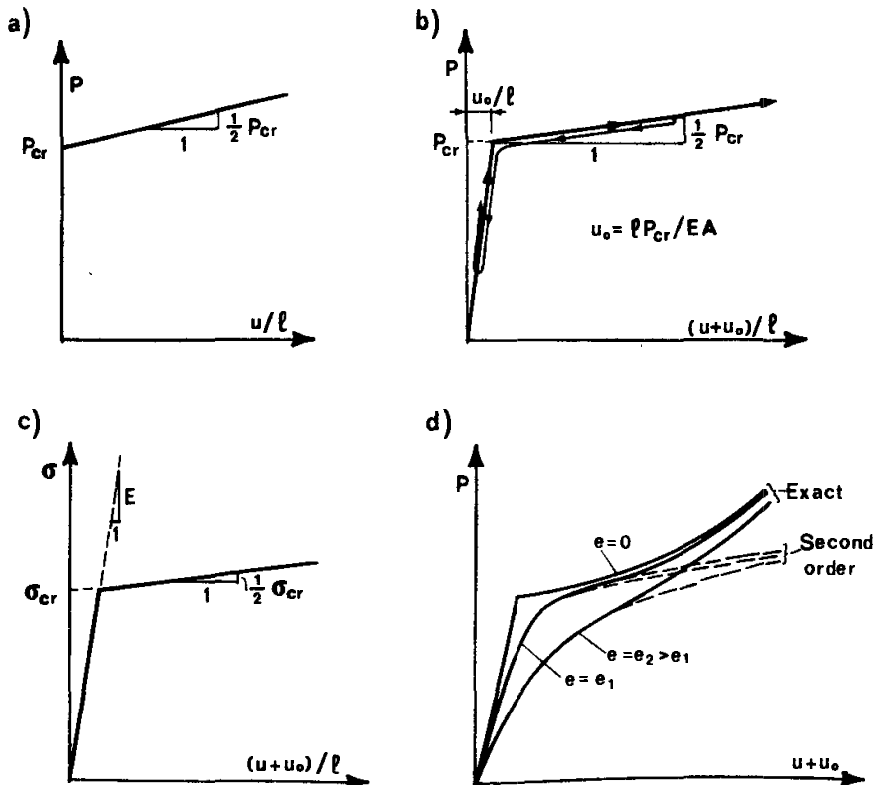 a)
P
P_cr
1
1/2 P_cr
u/ℓ
b)
P
u₀/ℓ
P_cr
1
1/2 P_cr
u₀ = ℓP_cr/EA
(u+u₀)/ℓ
c)
σ
E
1
σ_cr
1
1/2 σ_cr
(u+u₀)/ℓ
d)
P
Exact
e=0
Second
order
e=e₂>e₁
e=e₁
u+u₀